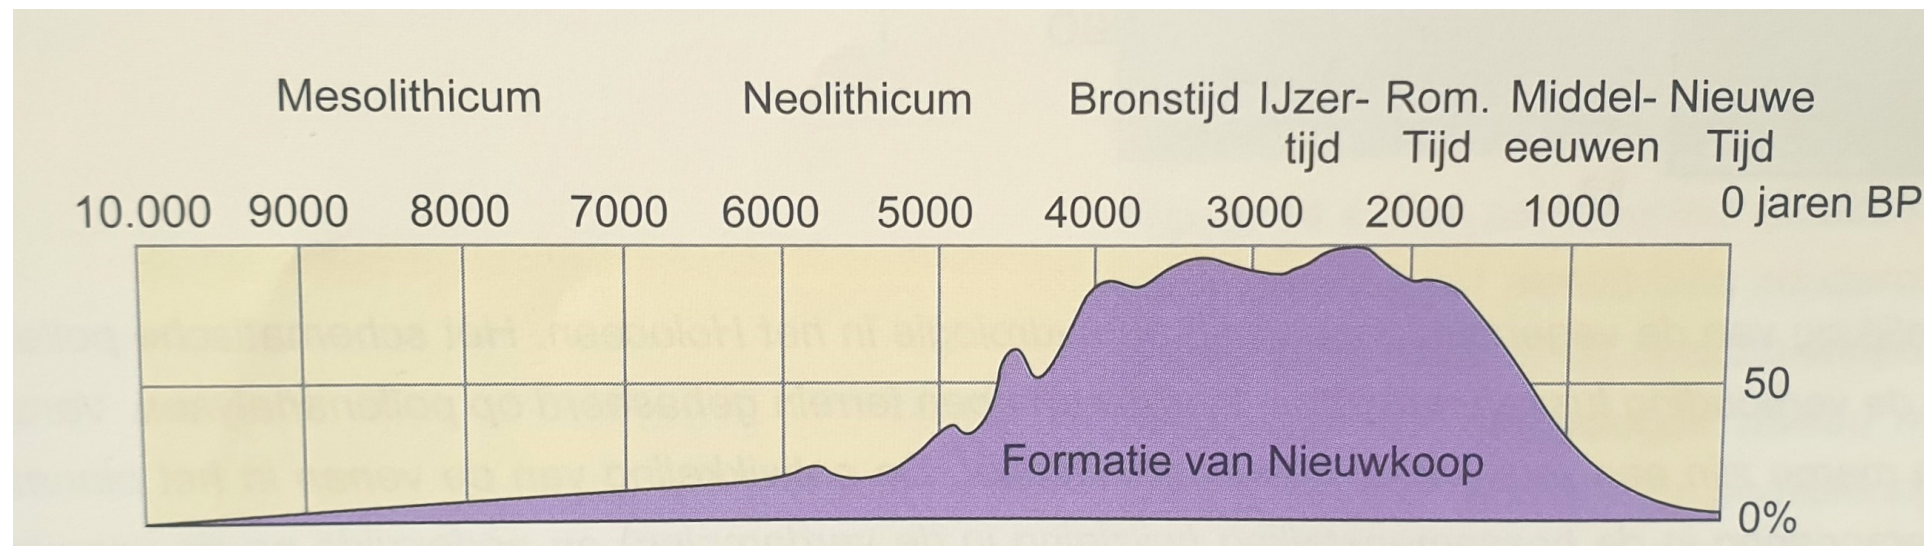 Mesolithicum Neolithicum Bronstijd IJzer- Rom. Middel- Nieuwe
tijd Tijd eeuwen Tijd
10.000 9000 8000 7000 6000 5000 4000 3000 2000 1000 0 jaren BP
50
Formatie van Nieuwkoop
0%